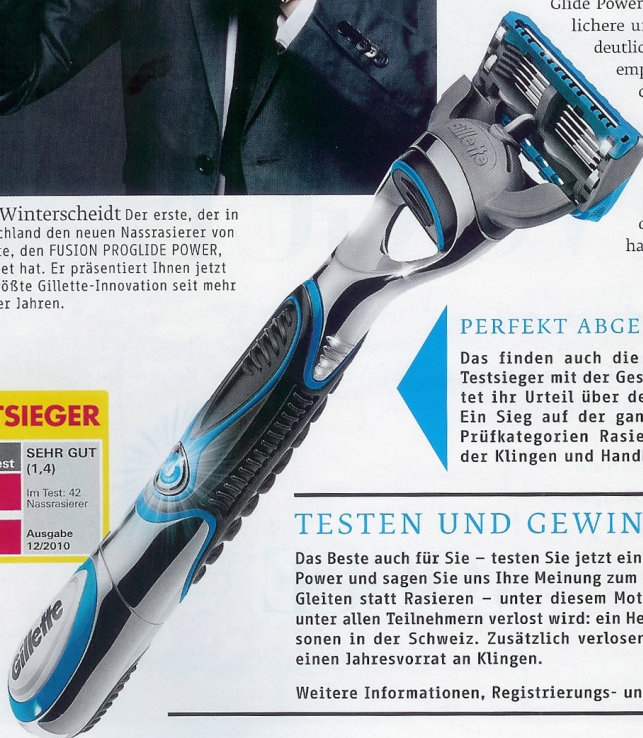 Glide Power
lichere u
deutlic
emp
Winterscheidt Der erste, der in
chland den neuen Nassrasierer von
te, den FUSION PROGLIDE POWER,
et hat. Er präsentiert Ihnen jetzt
ößte Gillette-Innovation seit mehr
er Jahren.
ha
Gillette
PERFEKT ABGE
Das finden auch die
Testsieger mit der Ges
tet ihr Urteil über de
Ein Sieg auf der gan
Prüfkategorien Rasie
der Klingen und Handl
TSIEGER
est
SEHR GUT
(1,4)
Im Test: 42
Nassrasierer
Ausgabe
12/2010
TESTEN UND GEWIN
Das Beste auch für Sie – testen Sie jetzt ein
Power und sagen Sie uns Ihre Meinung zum
Gleiten statt Rasieren – unter diesem Mot
unter allen Teilnehmern verlost wird: ein He
sonen in der Schweiz. Zusätzlich verlosen
einen Jahresvorrat an Klingen.
Weitere Informationen, Registrierungs- un
Gillette